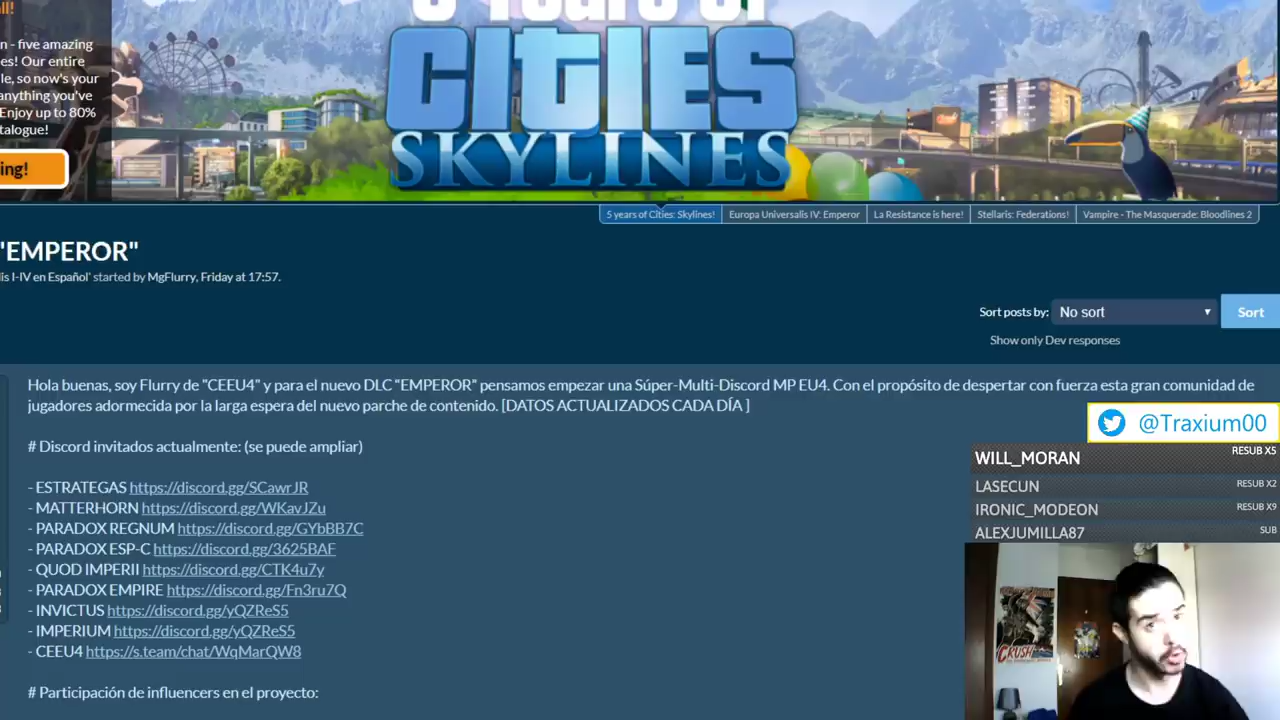 n - five amazing
es! Our entire
le, so now's your
anything you've
Enjoy up to 80%
talogue!
ing!
5 Years of
CITIES
SKYLINES
5 years of Cities: Skylines!
Europa Universalis IV: Emperor
La Resistance is here!
Stellaris: Federations!
Vampire - The Masquerade: Bloodlines 2
"EMPEROR"
is I-IV en Español' started by MgFlurry, Friday at 17:57.
Sort posts by: No sort
Sort
Show only Dev responses
Hola buenas, soy Flurry de "CEEU4" y para el nuevo DLC "EMPEROR" pensamos empezar una Súper-Multi-Discord MP EU4. Con el propósito de despertar con fuerza esta gran comunidad de
jugadores adormecida por la larga espera del nuevo parche de contenido. [DATOS ACTUALIZADOS CADA DÍA ]
# Discord invitados actualmente: (se puede ampliar)
- ESTRATEGAS https://discord.gg/SCawrJR
- MATTERHORN https://discord.gg/WKavJZu
- PARADOX REGNUM https://discord.gg/GYbBB7C
- PARADOX ESP-C https://discord.gg/3625BAF
- QUOD IMPERII https://discord.gg/CTK4u7y
- PARADOX EMPIRE https://discord.gg/Fn3ru7Q
- INVICTUS https://discord.gg/yQZReS5
- IMPERIUM https://discord.gg/yQZReS5
- CEEU4 https://s.team/chat/WqMarQW8
# Participación de influencers en el proyecto:
@Traxium00
WILL_MORAN RESUB X5
LASECUN RESUB X2
IRONIC_MODEON RESUB X9
ALEXJUMILLA87 SUB
CRUSH